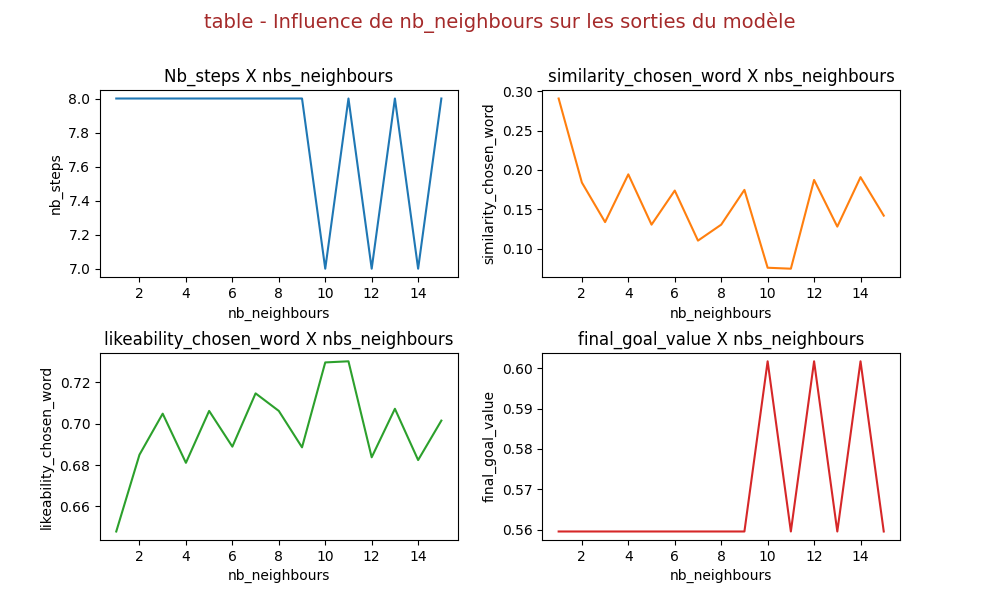 table - Influence de nb_neighbours sur les sorties du modèle
Nb_steps X nbs_neighbours
nb_steps
8.0
7.8
7.6
7.4
7.2
7.0
2 4 6 8 10 12 14
nb_neighbours
similarity_chosen_word X nbs_neighbours
similarity_chosen_word
0.30
0.25
0.20
0.15
0.10
2 4 6 8 10 12 14
nb_neighbours
likeability_chosen_word X nbs_neighbours
likeability_chosen_word
0.72
0.70
0.68
0.66
2 4 6 8 10 12 14
nb_neighbours
final_goal_value X nbs_neighbours
final_goal_value
0.60
0.59
0.58
0.57
0.56
2 4 6 8 10 12 14
nb_neighbours